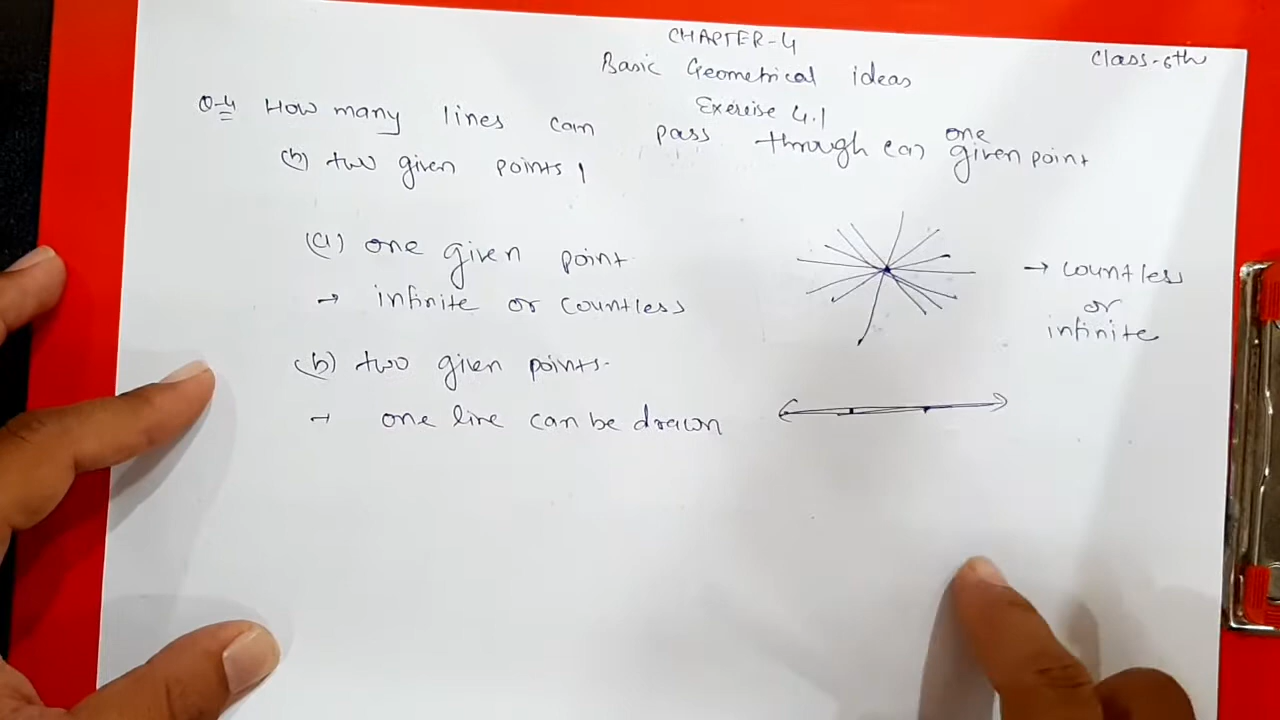 CHAPTER-4
Class-6th
Basic Geometrical ideas
Exercise 4.1
Q-4 How many lines can pass through (a) one given point
(b) two given points!
(a) one given point.
→ infinite or countless
→ countless
or
infinite
(b) two given points.
→ one line can be drawn